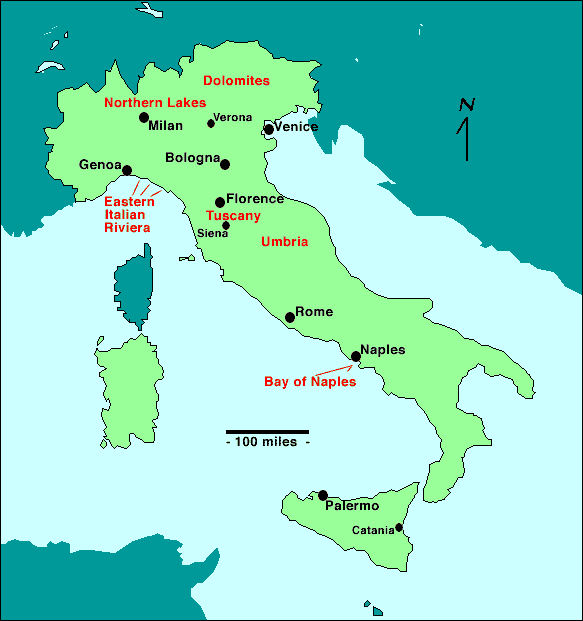 Dolomites
Northern Lakes
Milan
Verona
Venice
Bologna
Genoa
Florence
Eastern
Italian
Riviera
Tuscany
Siena
Umbria
N
Rome
Naples
Bay of Naples
- 100 miles -
Palermo
Catania